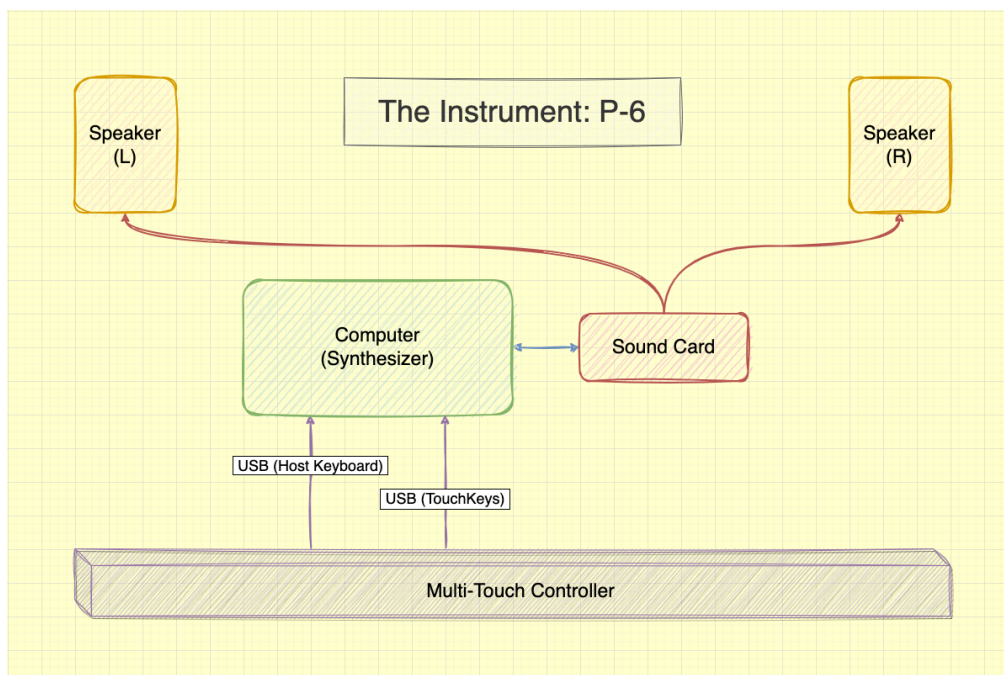 The Instrument: P-6
Speaker
(L)
Speaker
(R)
Computer
(Synthesizer)
Sound Card
USB (Host Keyboard)
USB (TouchKeys)
Multi-Touch Controller